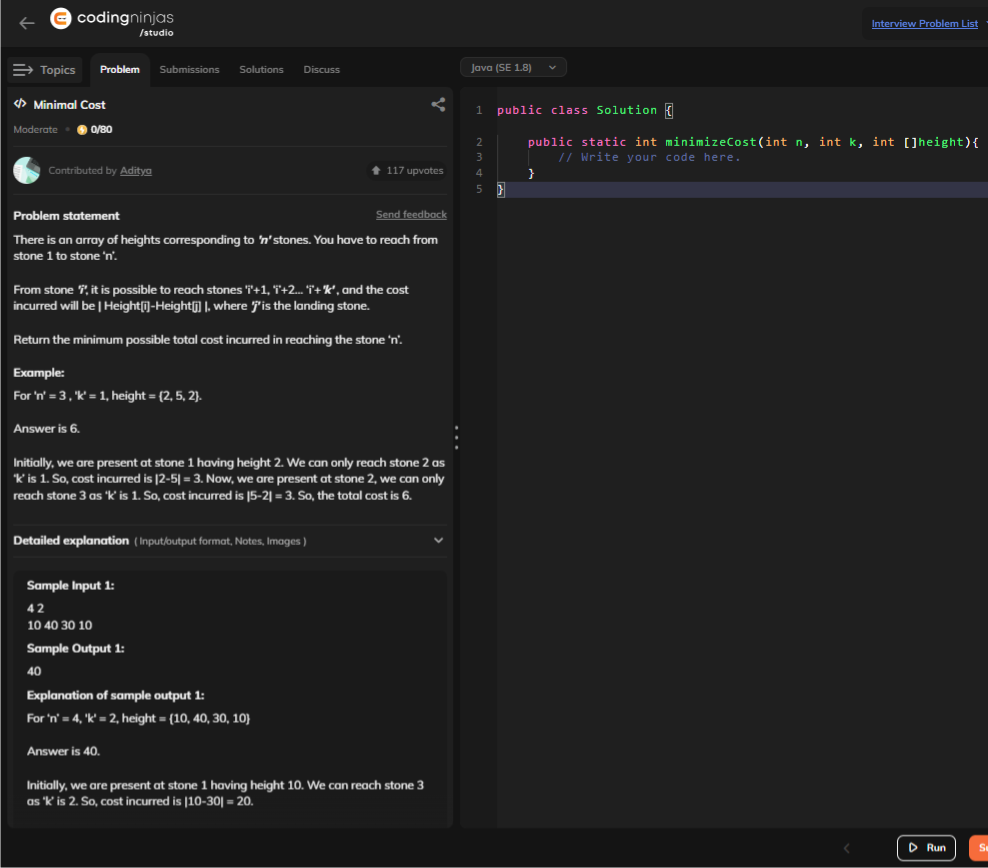 codingninjas
/studio
Interview Problem List
Topics
Problem
Submissions
Solutions
Discuss
Minimal Cost
Moderate
0/80
Contributed by Aditya
117 upvotes
Problem statement
Send feedback
There is an array of heights corresponding to 'n' stones. You have to reach from
stone 1 to stone 'n'.
From stone 'i', it is possible to reach stones 'i'+1, 'i'+2... 'i'+'k' , and the cost
incurred will be | Height[i]-Height[j] |, where 'j' is the landing stone.
Return the minimum possible total cost incurred in reaching the stone 'n'.
Example:
For 'n' = 3 , 'k' = 1, height = {2, 5, 2}.
Answer is 6.
Initially, we are present at stone 1 having height 2. We can only reach stone 2 as
'k' is 1. So, cost incurred is |2-5| = 3. Now, we are present at stone 2, we can only
reach stone 3 as 'k' is 1. So, cost incurred is |5-2| = 3. So, the total cost is 6.
Detailed explanation ( Input/output format, Notes, Images )
Sample Input 1:
4 2
10 40 30 10
Sample Output 1:
40
Explanation of sample output 1:
For 'n' = 4, 'k' = 2, height = {10, 40, 30, 10}
Answer is 40.
Initially, we are present at stone 1 having height 10. We can reach stone 3
as 'k' is 2. So, cost incurred is |10-30| = 20.
Java (SE 1.8)
1 public class Solution {
2 public static int minimizeCost(int n, int k, int []height){
3 // Write your code here.
4 }
5 }
Run